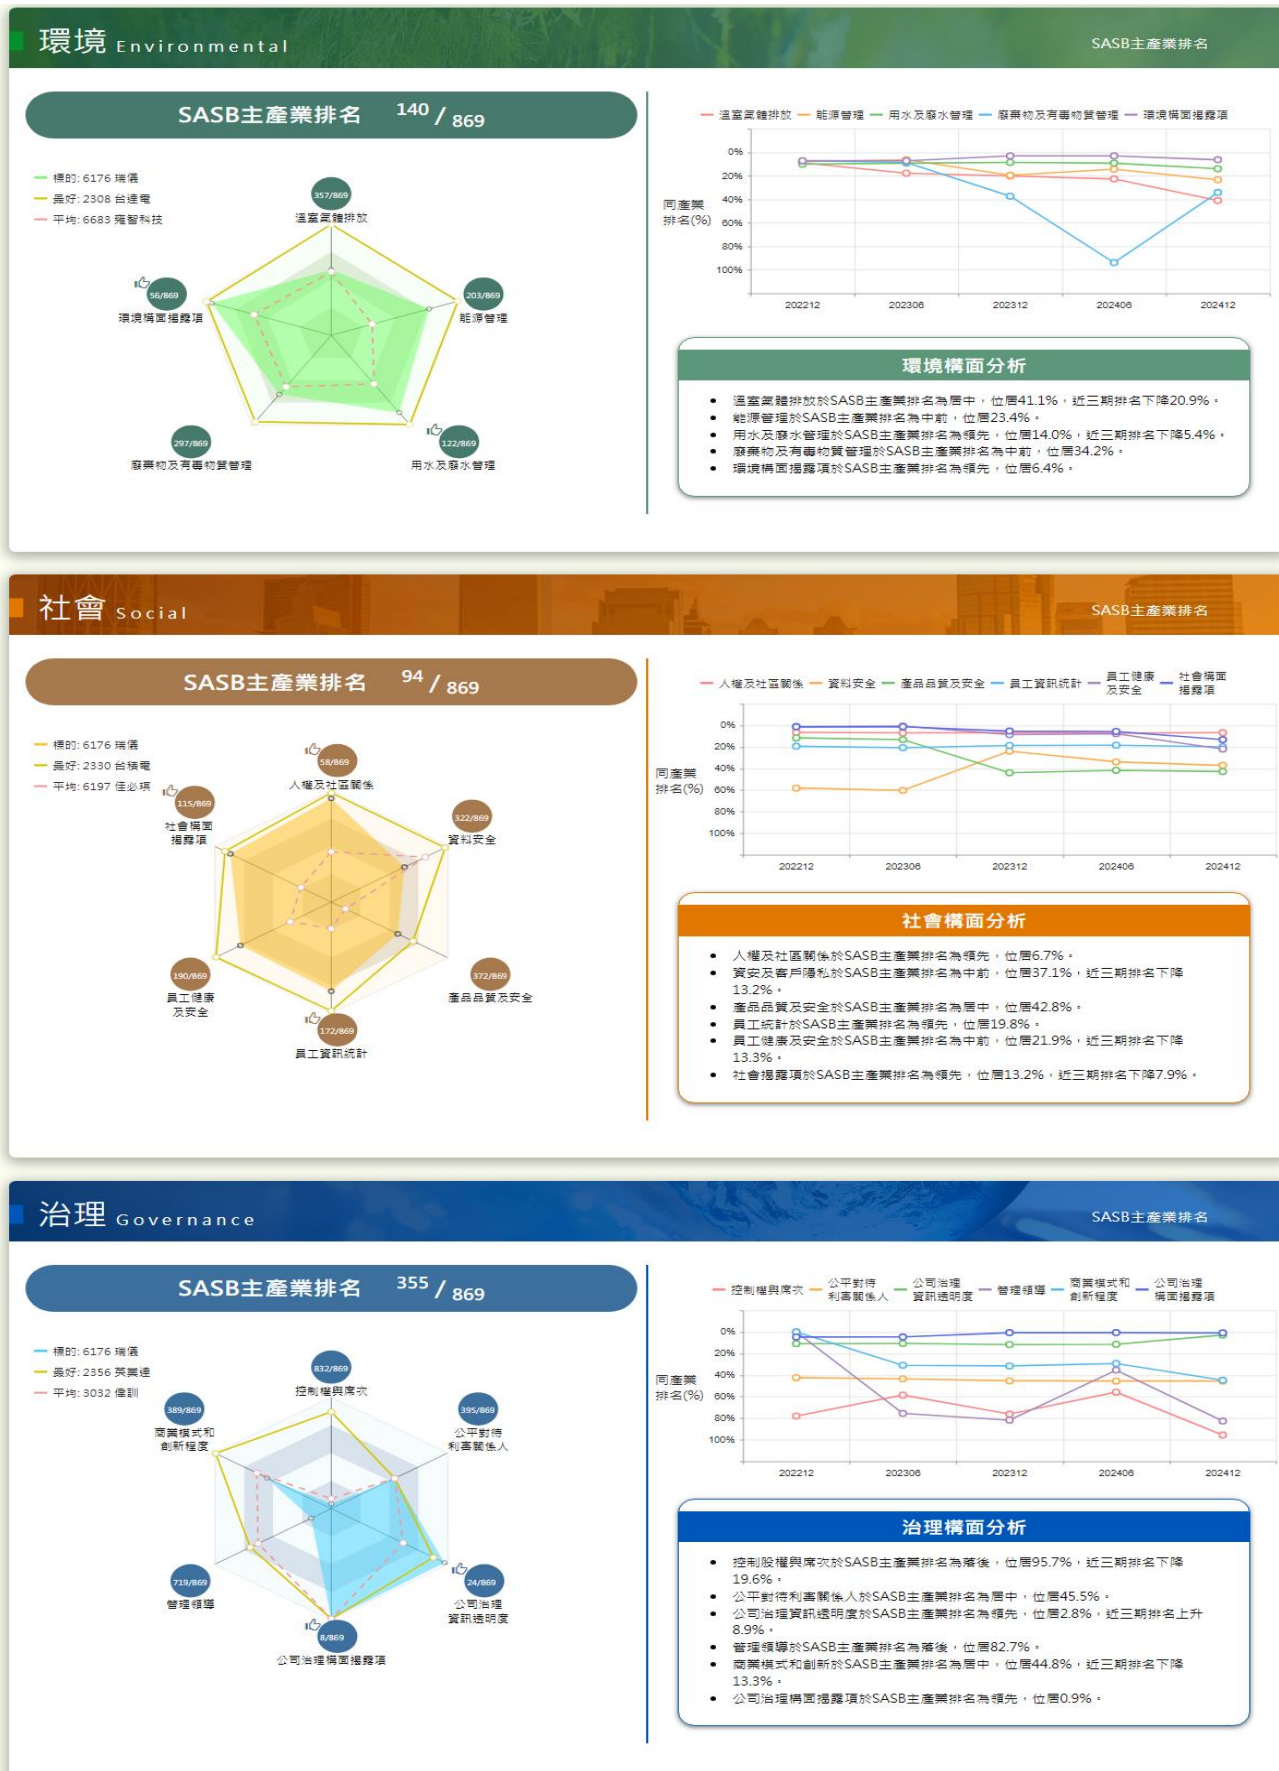 環境 Environmental
SASB主產業排名
SASB主產業排名 140 / 869
標的: 6176 瑞儀
最好: 2308 台達電
平均: 6683 雍智科技
357/869
溫室氣體排放
203/869
能源管理
122/869
用水及廢水管理
297/869
廢棄物及有毒物質管理
56/869
環境構面揭露項
溫室氣體排放 能源管理 用水及廢水管理 廢棄物及有毒物質管理 環境構面揭露項
同產業
排名(%)
0%
20%
40%
60%
80%
100%
202212 202306 202312 202406 202412
環境構面分析
• 溫室氣體排放於SASB主產業排名為居中，位居41.1%，近三期排名下降20.9%。
• 能源管理於SASB主產業排名為中前，位居23.4%。
• 用水及廢水管理於SASB主產業排名為領先，位居14.0%，近三期排名下降5.4%。
• 廢棄物及有毒物質管理於SASB主產業排名為中前，位居34.2%。
• 環境構面揭露項於SASB主產業排名為領先，位居6.4%。
社會 Social
SASB主產業排名
SASB主產業排名 94 / 869
標的: 6176 瑞儀
最好: 2330 台積電
平均: 6197 佳必琪
58/869
人權及社區關係
322/869
資料安全
372/869
產品品質及安全
172/869
員工資訊統計
190/869
員工健康
及安全
115/869
社會構面
揭露項
人權及社區關係 資料安全 產品品質及安全 員工資訊統計 員工健康
及安全 社會構面
揭露項
同產業
排名(%)
0%
20%
40%
60%
80%
100%
202212 202306 202312 202406 202412
社會構面分析
• 人權及社區關係於SASB主產業排名為領先，位居6.7%。
• 資安及客戶隱私於SASB主產業排名為中前，位居37.1%，近三期排名下降
13.2%。
• 產品品質及安全於SASB主產業排名為居中，位居42.8%。
• 員工統計於SASB主產業排名為領先，位居19.8%。
• 員工健康及安全於SASB主產業排名為中前，位居21.9%，近三期排名下降
13.3%。
• 社會揭露項於SASB主產業排名為領先，位居13.2%，近三期排名下降7.9%。
治理 Governance
SASB主產業排名
SASB主產業排名 355 / 869
標的: 6176 瑞儀
最好: 2356 英業達
平均: 3032 偉訓
832/869
控制權與席次
395/869
公平對待
利害關係人
24/869
公司治理
資訊透明度
8/869
公司治理構面揭露項
719/869
管理領導
389/869
商業模式和
創新程度
控制權與席次 公平對待
利害關係人 公司治理
資訊透明度 管理領導 商業模式和
創新程度 公司治理
構面揭露項
同產業
排名(%)
0%
20%
40%
60%
80%
100%
202212 202306 202312 202406 202412
治理構面分析
• 控制股權與席次於SASB主產業排名為落後，位居95.7%，近三期排名下降
19.6%。
• 公平對待利害關係人於SASB主產業排名為居中，位居45.5%。
• 公司治理資訊透明度於SASB主產業排名為領先，位居2.8%，近三期排名上升
8.9%。
• 管理領導於SASB主產業排名為落後，位居82.7%。
• 商業模式和創新於SASB主產業排名為居中，位居44.8%，近三期排名下降
13.3%。
• 公司治理構面揭露項於SASB主產業排名為領先，位居0.9%。